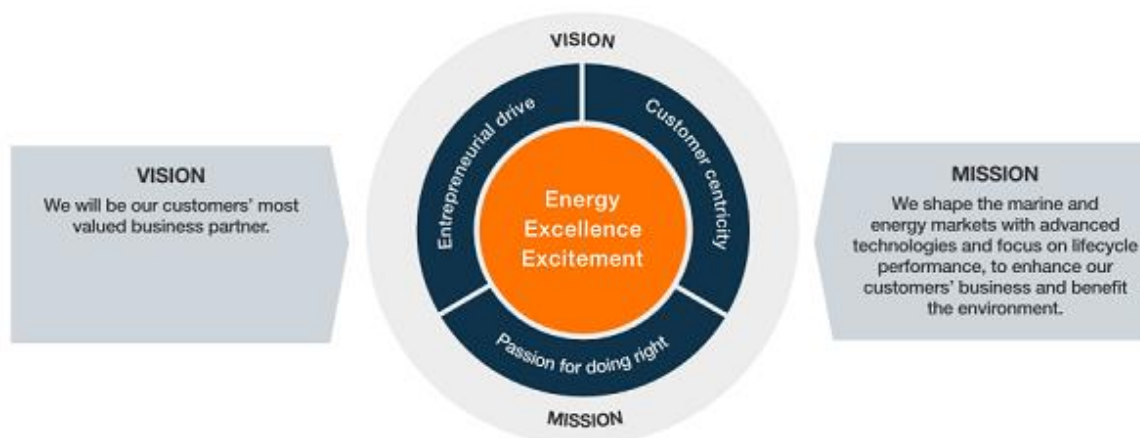 VISION
We will be our customers’ most
valued business partner.
VISION
Entrepreneurial drive
Customer centricity
Energy
Excellence
Excitement
Passion for doing right
MISSION
MISSION
We shape the marine and
energy markets with advanced
technologies and focus on lifecycle
performance, to enhance our
customers’ business and benefit
the environment.